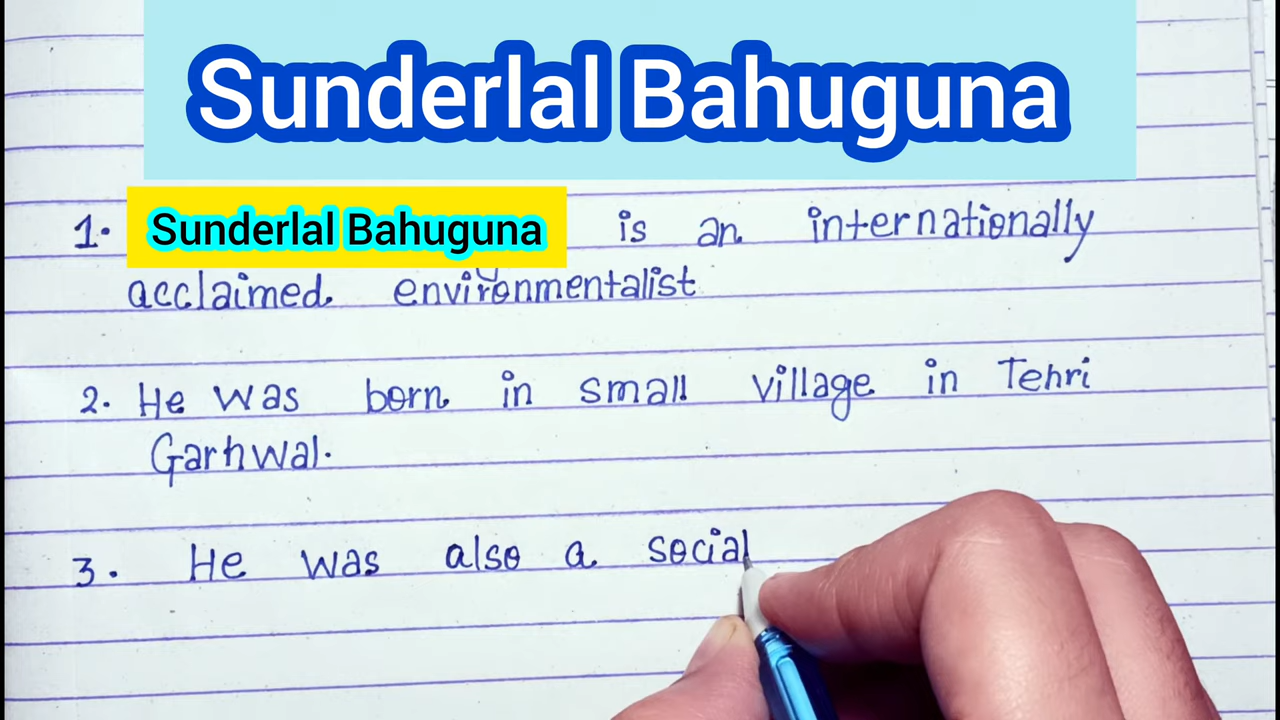 Sunderlal Bahuguna
1. Sunderlal Bahuguna is an internationally
acclaimed environmentalist
2. He was born in small village in Tehri
Garhwal.
3. He was also a social